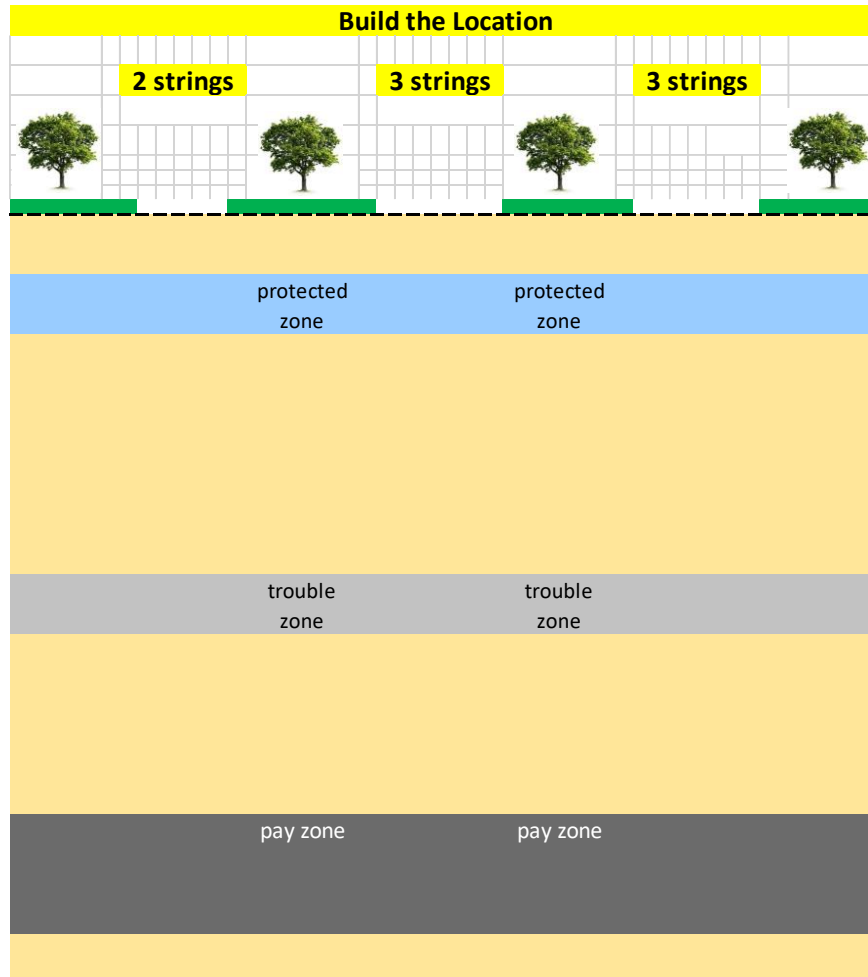 Build the Location
2 strings 3 strings 3 strings
protected protected
zone zone
trouble trouble
zone zone
pay zone pay zone